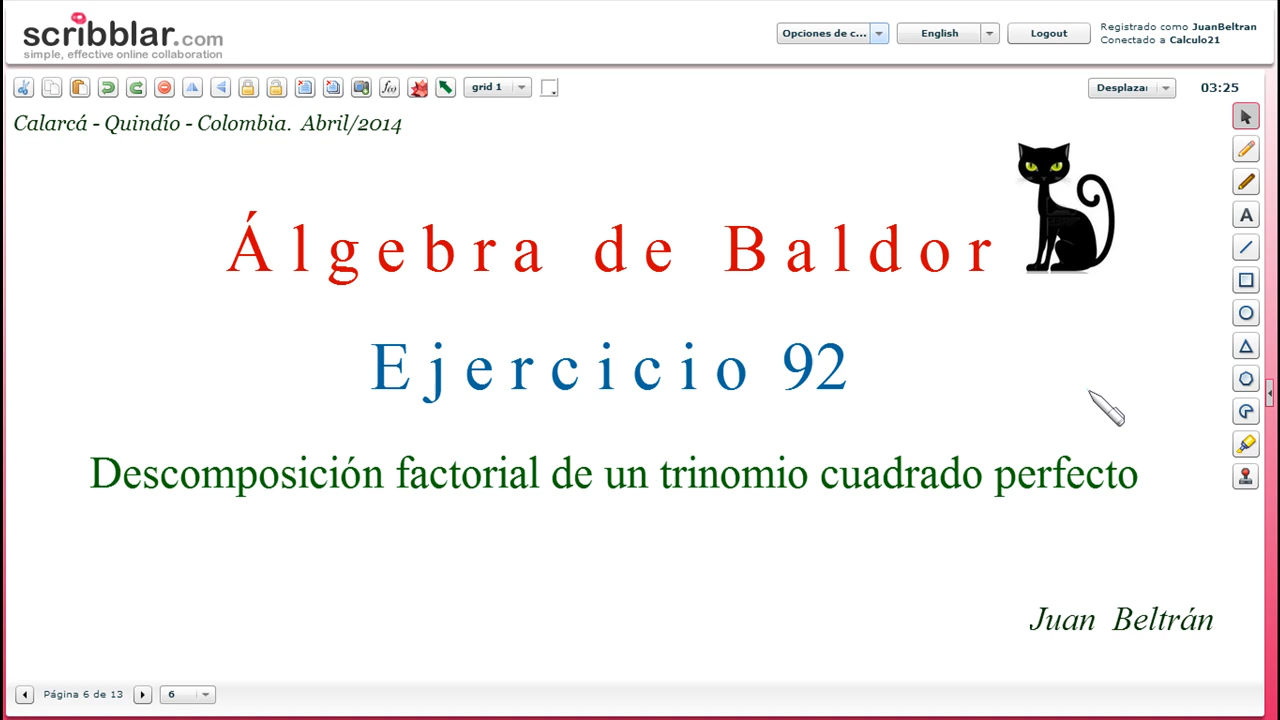 scribblar.com
simple, effective online collaboration
Opciones de c...
English
Logout
Registrado como JuanBeltran
Conectado a Calculo21
f(x)
grid 1
Desplaza
03:25
Calarcá - Quindío - Colombia. Abril/2014
A
Álgebra de Baldor
Ejercicio 92
Descomposición factorial de un trinomio cuadrado perfecto
Juan Beltrán
Página 6 de 13
6